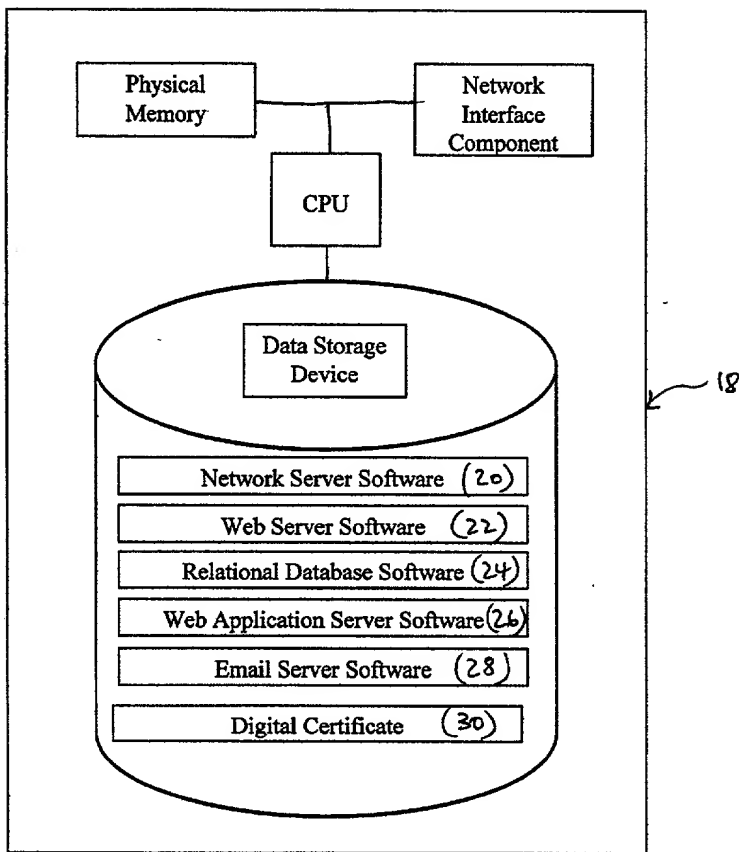 Physical
Memory
Network
Interface
Component
CPU
Data Storage
Device
18
Network Server Software (20)
Web Server Software (22)
Relational Database Software (24)
Web Application Server Software (26)
Email Server Software (28)
Digital Certificate (30)